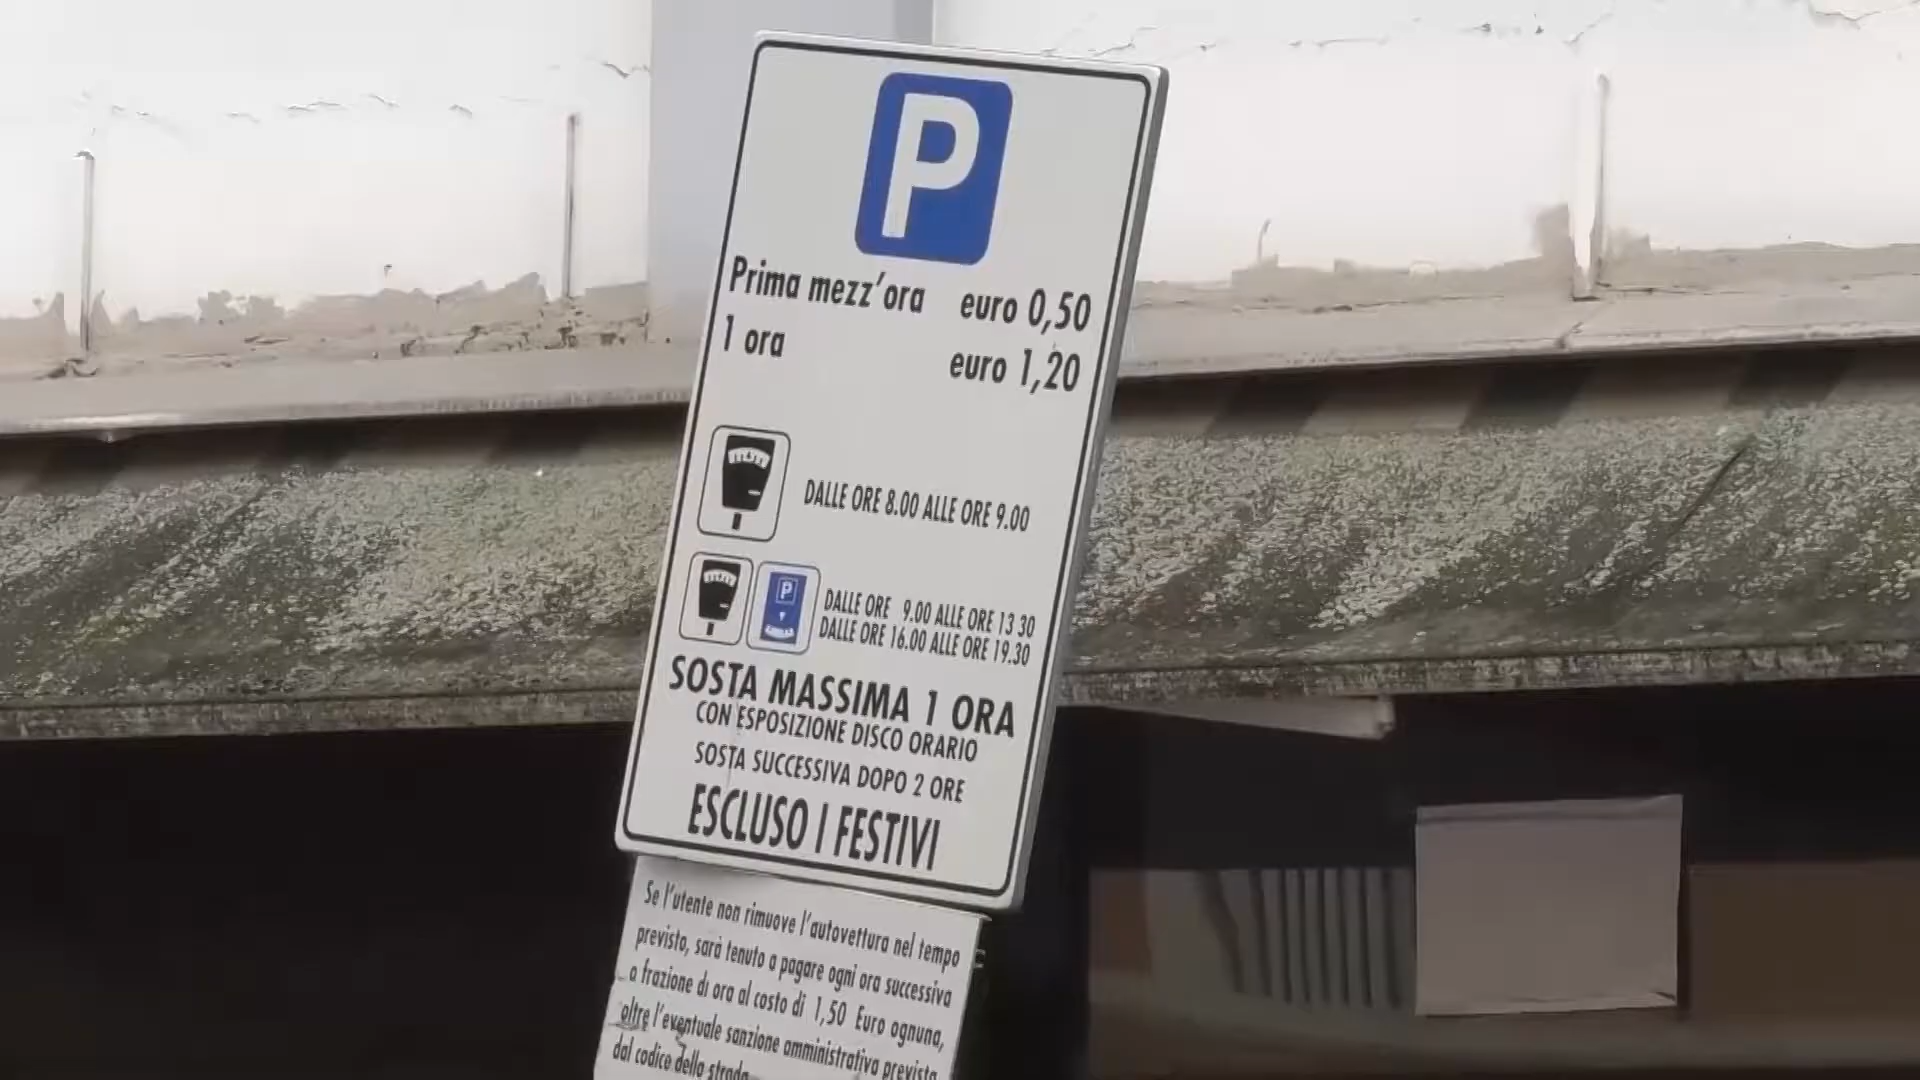 P
Prima mezz'ora euro 0,50
1 ora euro 1,20
DALLE ORE 8.00 ALLE ORE 9.00
P
DALLE ORE 9.00 ALLE ORE 13 30
DALLE ORE 16.00 ALLE ORE 19.30
SOSTA MASSIMA 1 ORA
CON ESPOSIZIONE DISCO ORARIO
SOSTA SUCCESSIVA DOPO 2 ORE
ESCLUSO I FESTIVI
Se l'utente non rimuove l'autovettura nel tempo
previsto, sarà tenuto a pagare ogni ora successiva
o frazione di ora al costo di 1,50 Euro ognuna,
oltre l'eventuale sanzione amministrativa prevista
dal codice della strada